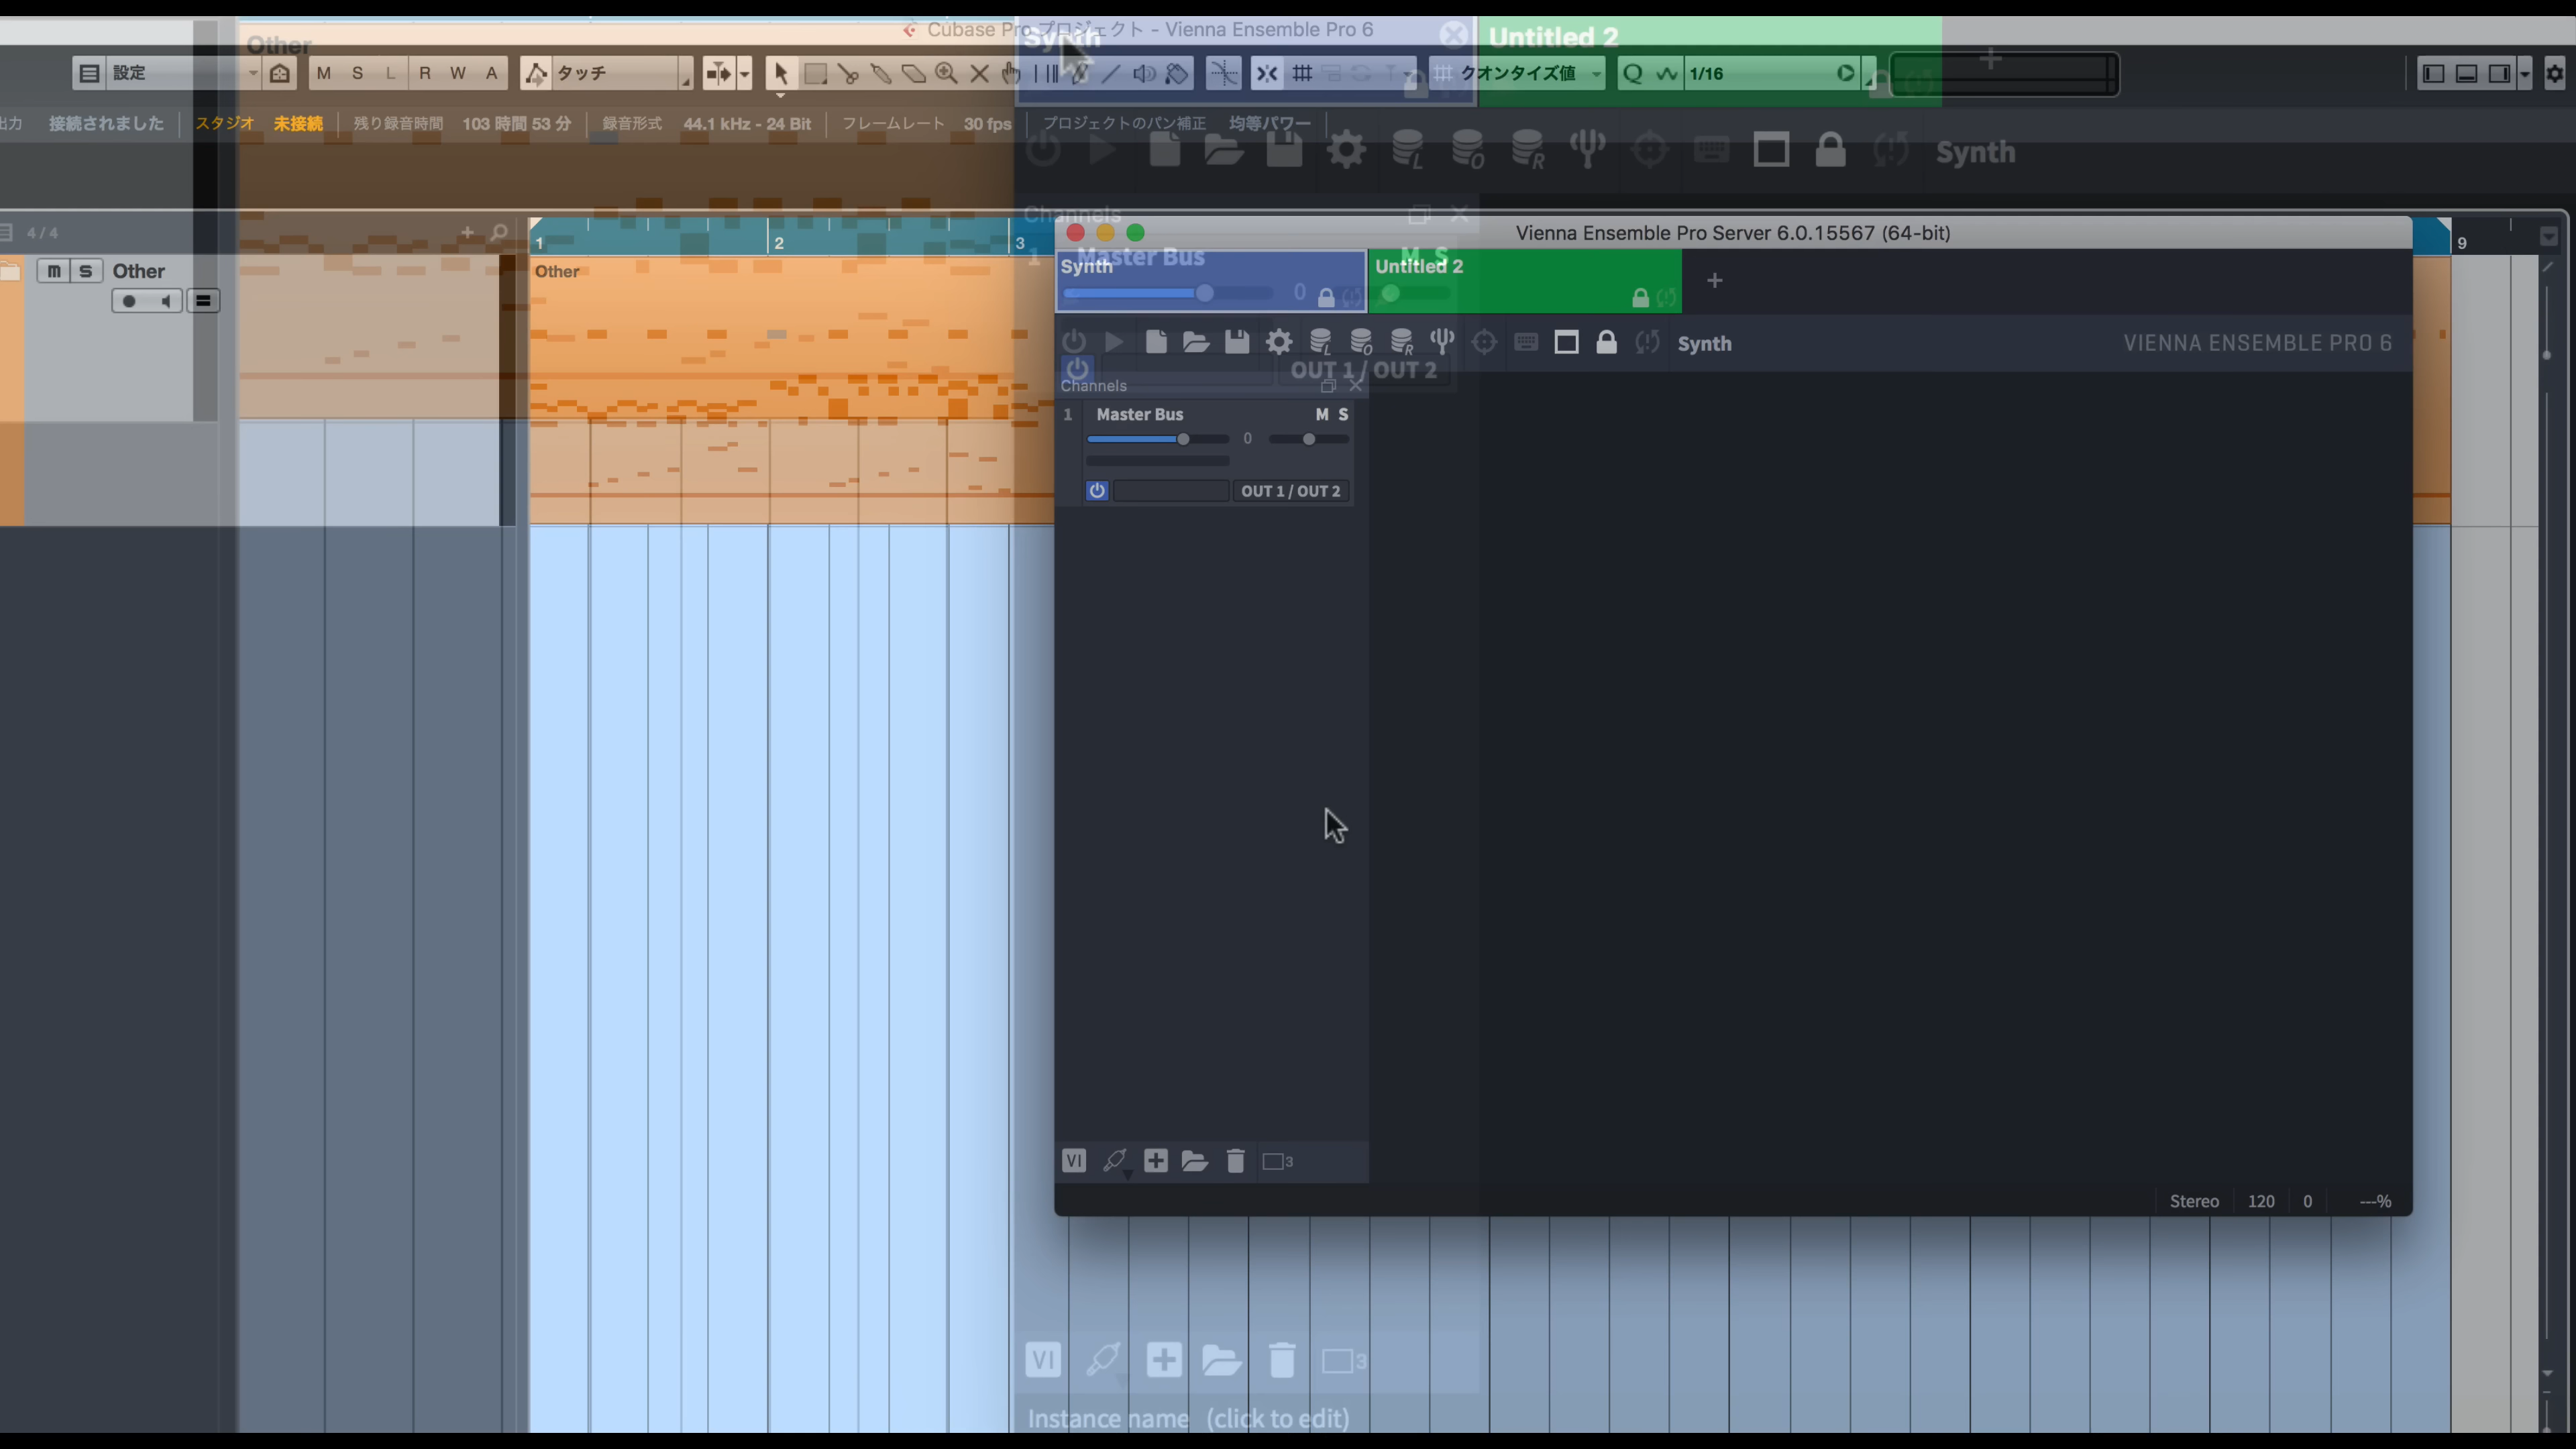 Cubase Pro プロジェクト - Vienna Ensemble Pro 6
Other
Synth
Untitled 2
設定
M S L R W A
タッチ
クオンタイズ値
1/16
出力 接続されました スタジオ 未接続 残り録音時間 103 時間 53 分 録音形式 44.1 kHz - 24 Bit フレームレート 30 fps プロジェクトのパン補正 均等パワー
Synth
Channels
1 Master Bus M S
0
OUT 1 / OUT 2
4 / 4
1 2 3 9
m S Other
Other
Vienna Ensemble Pro Server 6.0.15567 (64-bit)
Synth
Untitled 2
L O R Synth
VIENNA ENSEMBLE PRO 6
Channels
1 Master Bus M S
0
OUT 1 / OUT 2
VI 3
Stereo 120 0 ---%
VI 3
Instance name (click to edit)